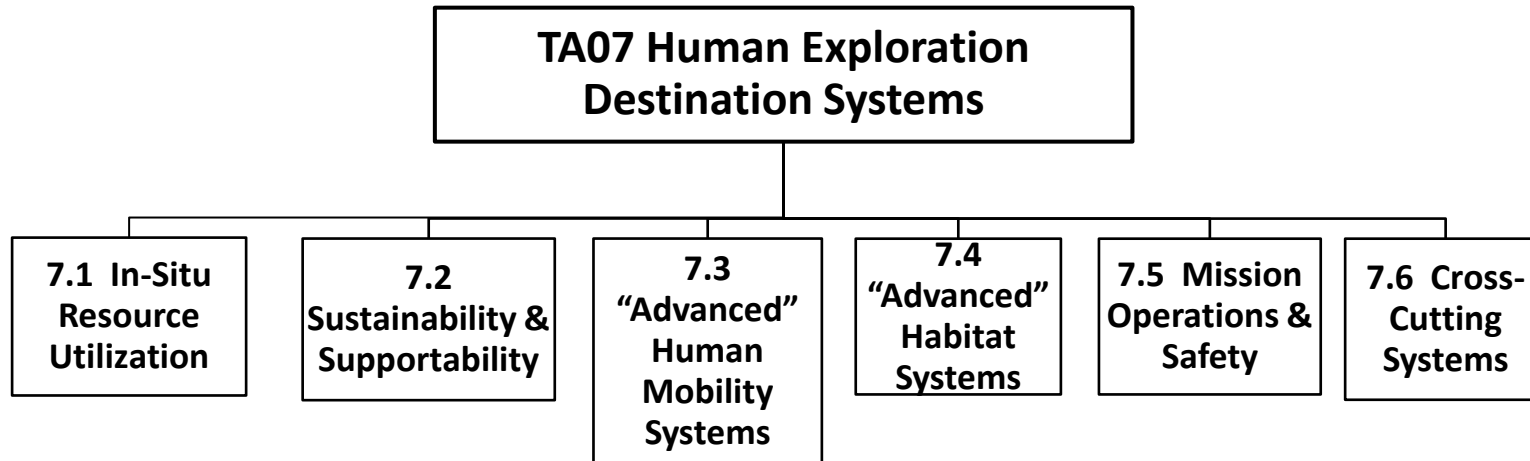 TA07 Human Exploration
Destination Systems
7.1 In-Situ
Resource
Utilization
7.2
Sustainability &
Supportability
7.3
“Advanced”
Human
Mobility
Systems
7.4
“Advanced”
Habitat
Systems
7.5 Mission
Operations &
Safety
7.6 Cross-
Cutting
Systems